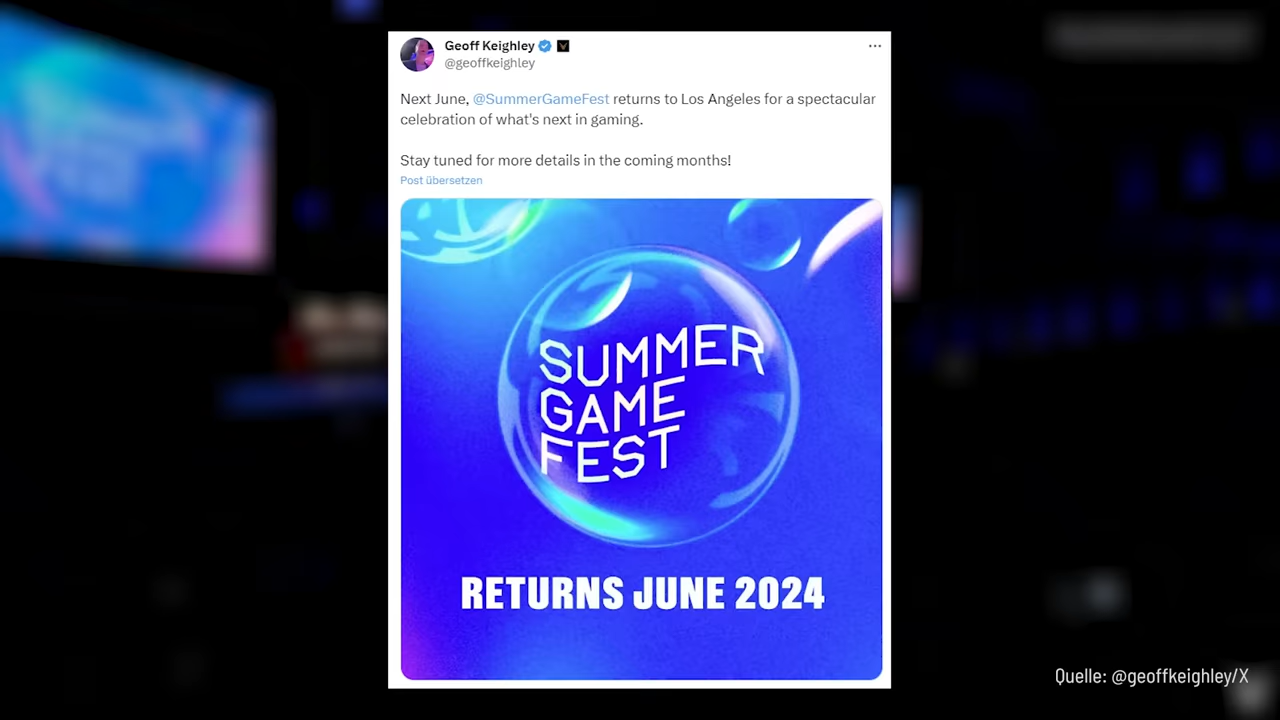 Geoff Keighley
@geoffkeighley
Next June, @SummerGameFest returns to Los Angeles for a spectacular
celebration of what's next in gaming.
Stay tuned for more details in the coming months!
Post übersetzen
SUMMER
GAME
FEST
RETURNS JUNE 2024
Quelle: @geoffkeighley/X